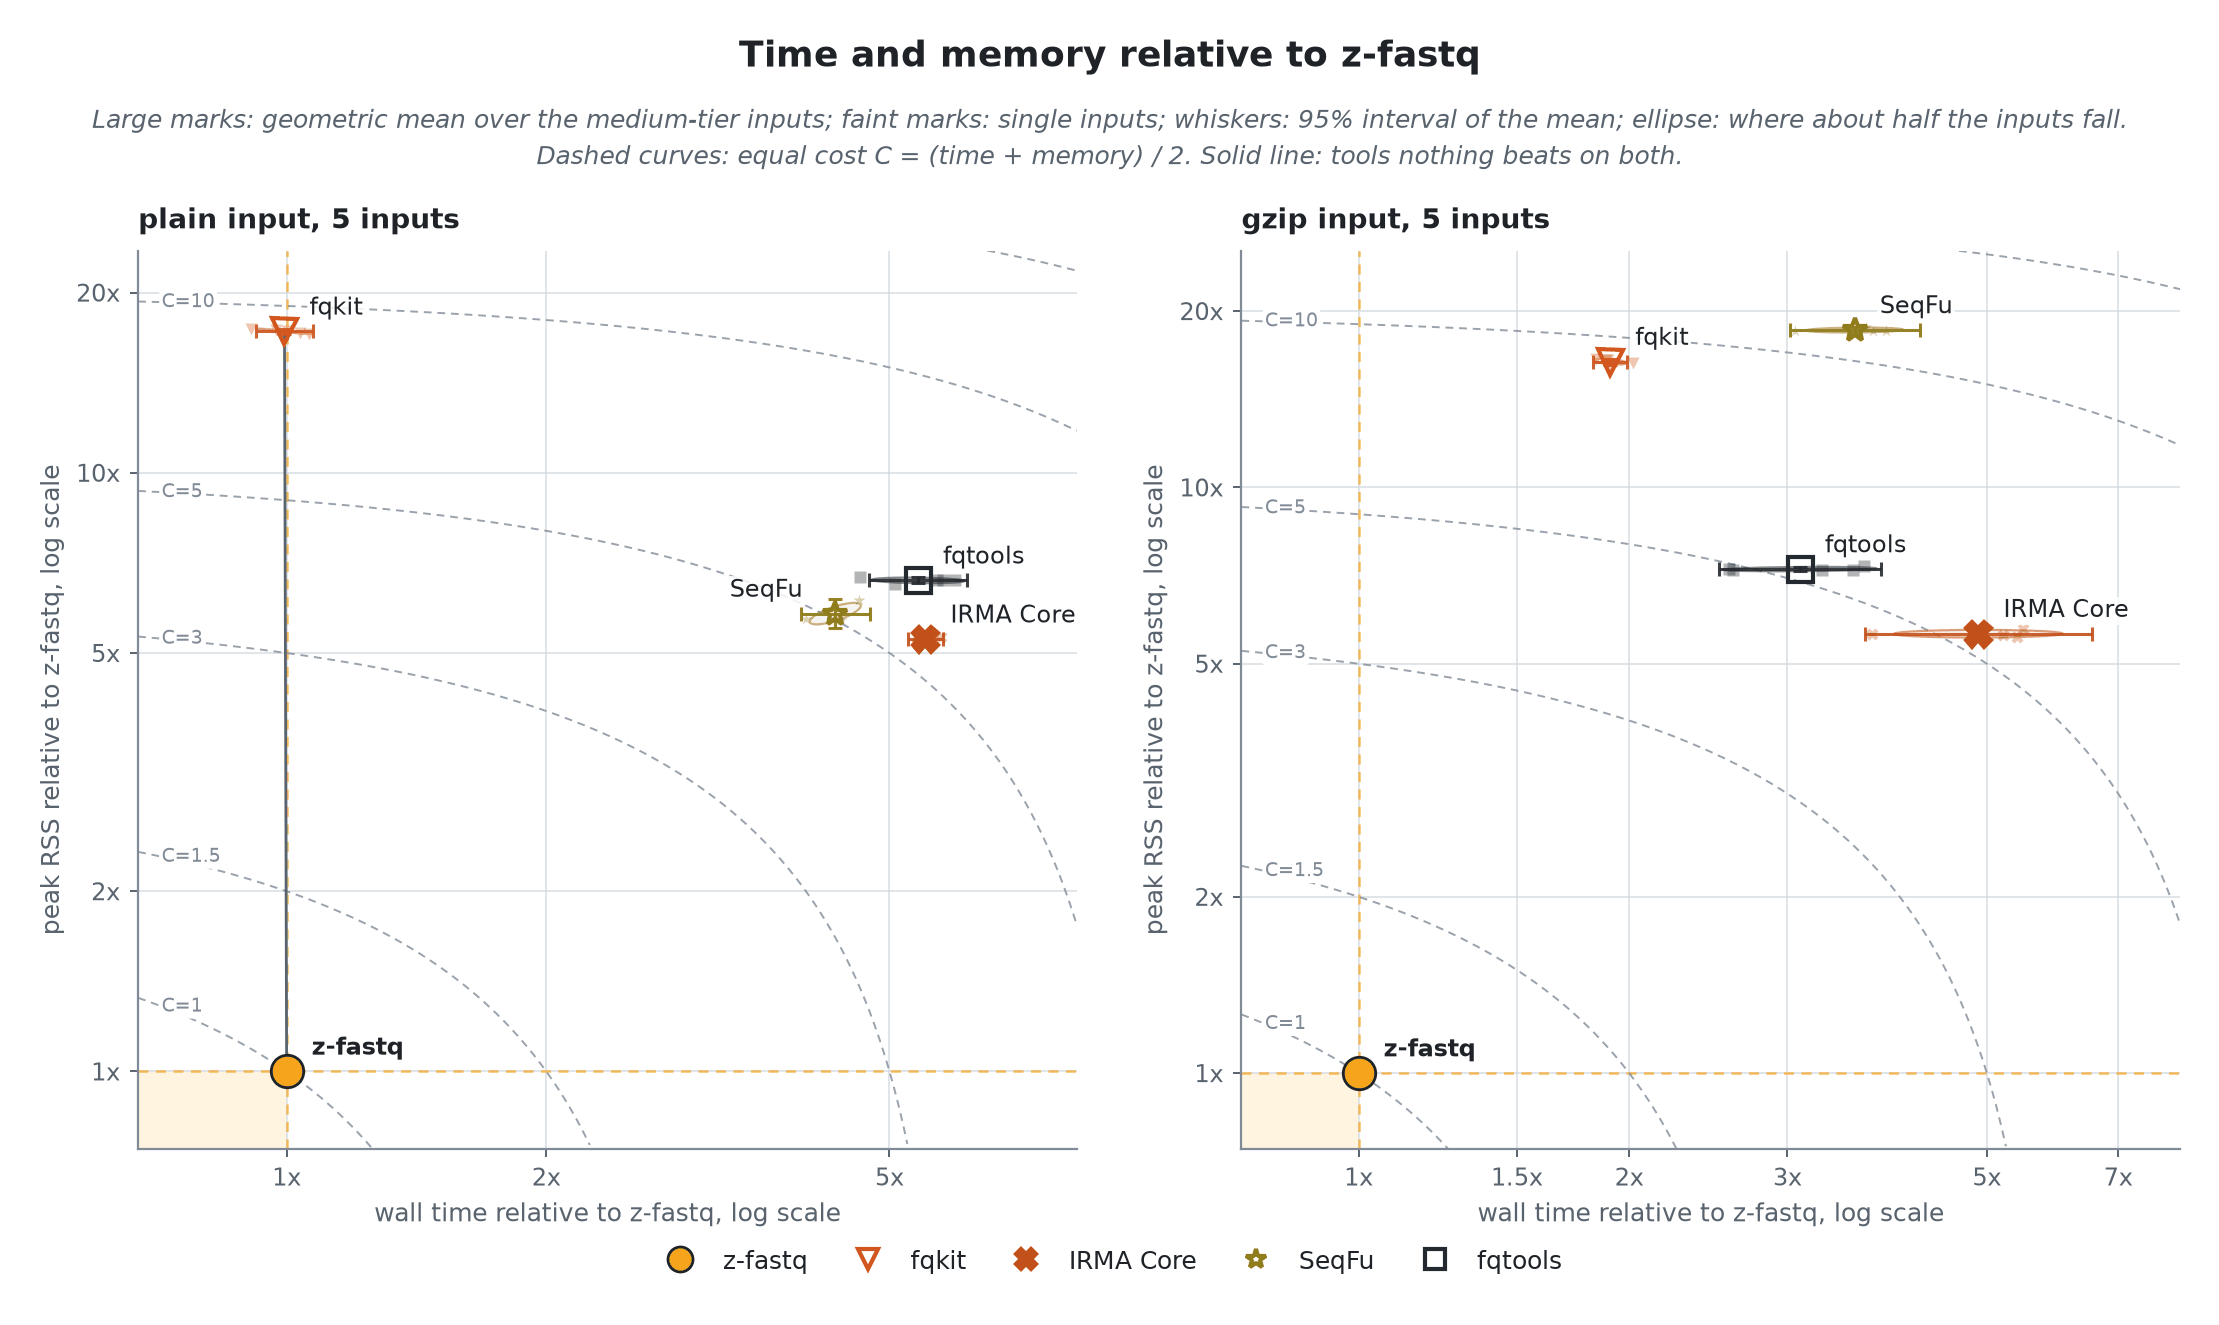 Time and memory relative to z-fastq
Large marks: geometric mean over the medium-tier inputs; faint marks: single inputs; whiskers: 95% interval of the mean; ellipse: where about half the inputs fall.
Dashed curves: equal cost C = (time + memory) / 2. Solid line: tools nothing beats on both.
plain input, 5 inputs
peak RSS relative to z-fastq, log scale
20x
10x
5x
2x
1x
C=10
C=5
C=3
C=1.5
C=1
fqkit
fqtools
SeqFu
IRMA Core
z-fastq
1x
2x
5x
wall time relative to z-fastq, log scale
gzip input, 5 inputs
peak RSS relative to z-fastq, log scale
20x
10x
5x
2x
1x
C=10
C=5
C=3
C=1.5
C=1
SeqFu
fqkit
fqtools
IRMA Core
z-fastq
1x
1.5x
2x
3x
5x
7x
wall time relative to z-fastq, log scale
z-fastq
fqkit
IRMA Core
SeqFu
fqtools